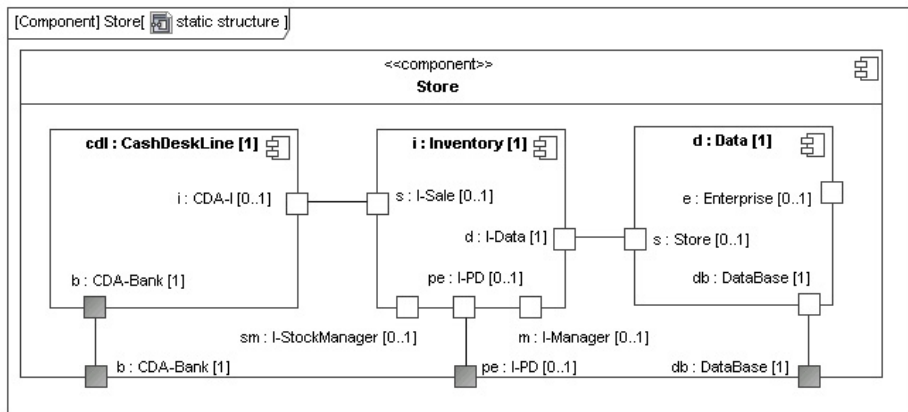 [Component] Store[ static structure ]
<<component>>
Store
cdl : CashDeskLine [1]
i : Inventory [1]
d : Data [1]
i : CDA-I [0..1]
s : I-Sale [0..1]
e : Enterprise [0..1]
d : I-Data [1]
s : Store [0..1]
b : CDA-Bank [1]
pe : I-PD [0..1]
db : DataBase [1]
sm : I-StockManager [0..1]
m : I-Manager [0..1]
b : CDA-Bank [1]
pe : I-PD [0..1]
db : DataBase [1]